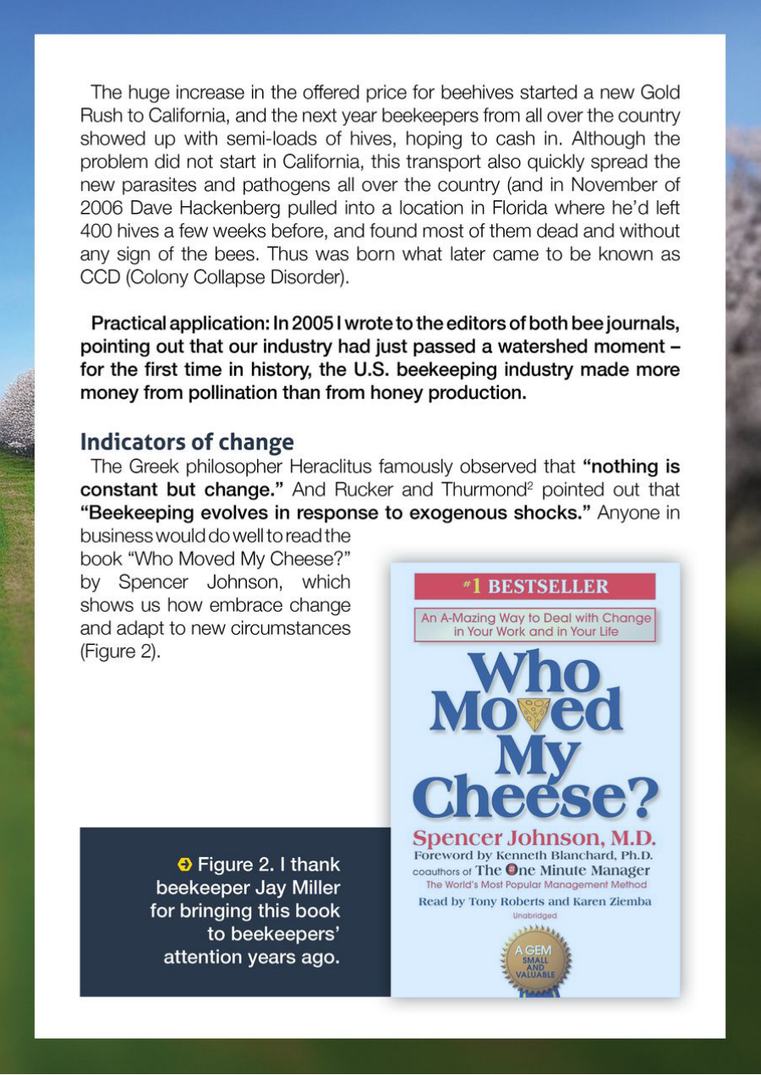 The huge increase in the offered price for beehives started a new Gold
Rush to California, and the next year beekeepers from all over the country
showed up with semi-loads of hives, hoping to cash in. Although the
problem did not start in California, this transport also quickly spread the
new parasites and pathogens all over the country (and in November of
2006 Dave Hackenberg pulled into a location in Florida where he’d left
400 hives a few weeks before, and found most of them dead and without
any sign of the bees. Thus was born what later came to be known as
CCD (Colony Collapse Disorder).
Practical application: In 2005 I wrote to the editors of both bee journals,
pointing out that our industry had just passed a watershed moment –
for the first time in history, the U.S. beekeeping industry made more
money from pollination than from honey production.
Indicators of change
The Greek philosopher Heraclitus famously observed that “nothing is
constant but change.” And Rucker and Thurmond² pointed out that
“Beekeeping evolves in response to exogenous shocks.” Anyone in
business would do well to read the
book “Who Moved My Cheese?”
by Spencer Johnson, which
shows us how embrace change
and adapt to new circumstances
(Figure 2).
Figure 2. I thank
beekeeper Jay Miller
for bringing this book
to beekeepers’
attention years ago.
#1 BESTSELLER
An A-Mazing Way to Deal with Change
in Your Work and in Your Life
Who
Moved
My
Cheese?
Spencer Johnson, M.D.
Foreword by Kenneth Blanchard, Ph.D.
coauthors of The One Minute Manager
The World's Most Popular Management Method
Read by Tony Roberts and Karen Ziemba
Unabridged
A GEM
SMALL
AND
VALUABLE